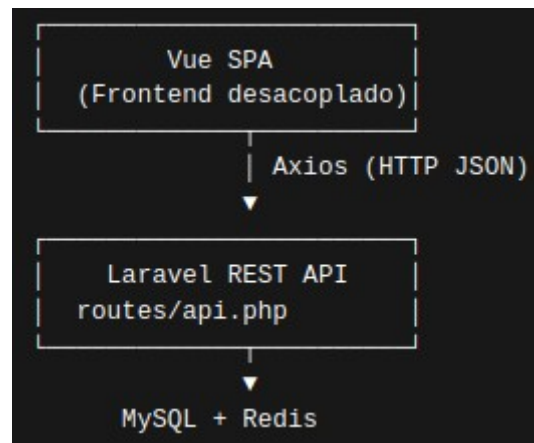 Vue SPA
(Frontend desacoplado)
Axios (HTTP JSON)
Laravel REST API
routes/api.php
MySQL + Redis